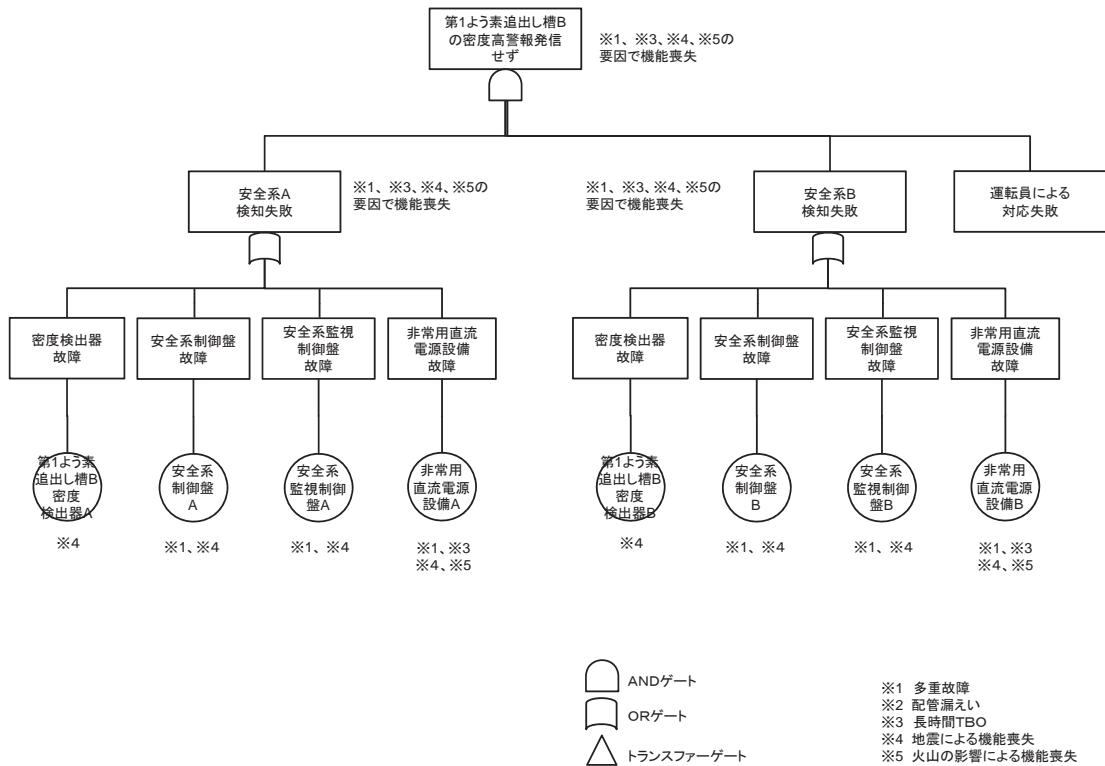 第1よう素追出し槽B
の密度高警報発信
せず
※1、※3、※4、※5の
要因で機能喪失
安全系A
検知失敗
※1、※3、※4、※5の
要因で機能喪失
※1、※3、※4、※5の
要因で機能喪失
安全系B
検知失敗
運転員による
対応失敗
密度検出器
故障
安全系制御盤
故障
安全系監視
制御盤
故障
非常用直流
電源設備
故障
密度検出器
故障
安全系制御盤
故障
安全系監視
制御盤
故障
非常用直流
電源設備
故障
第1よう素
追出し槽B
密度
検出器A
安全系
制御盤
A
安全系
監視制御
盤A
非常用
直流電源
設備A
第1よう素
追出し槽B
密度
検出器B
安全系
制御盤
B
安全系
監視制御
盤B
非常用
直流電源
設備B
※4
※1、※4
※1、※4
※1、※3
※4、※5
※4
※1、※4
※1、※4
※1、※3
※4、※5
ANDゲート
ORゲート
トランスファーゲート
※1 多重故障
※2 配管漏えい
※3 長時間TBO
※4 地震による機能喪失
※5 火山の影響による機能喪失